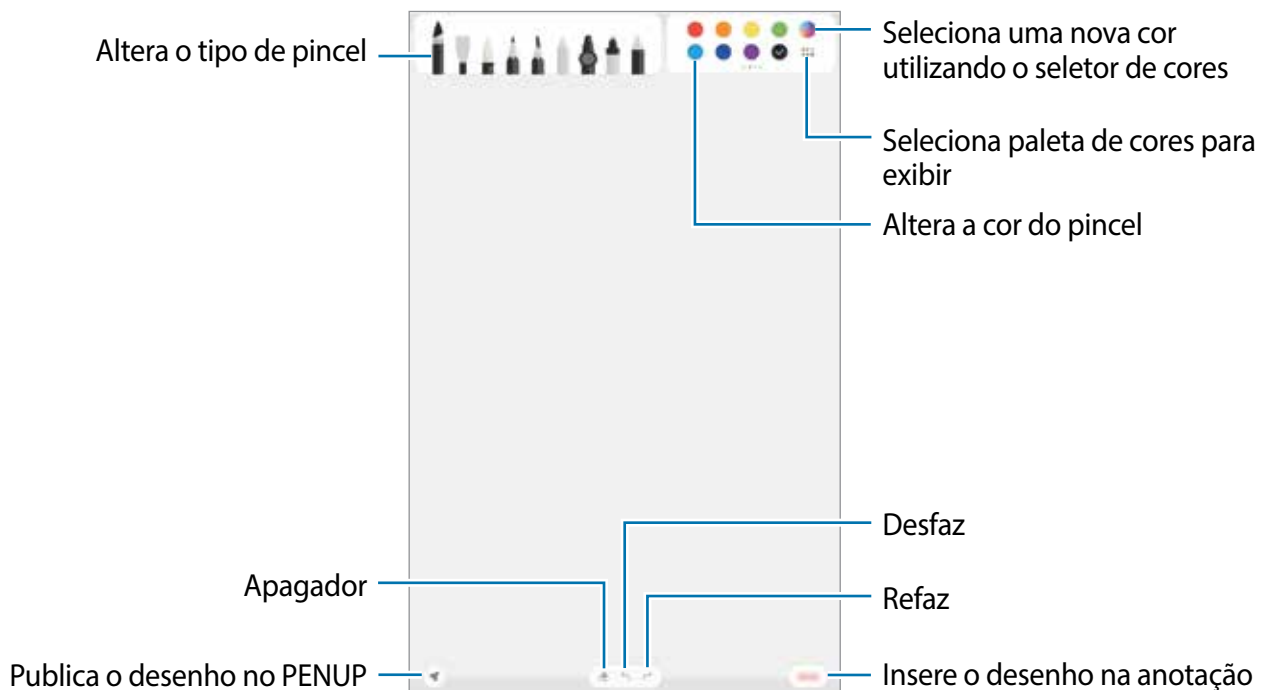 Altera o tipo de pincel
Seleciona uma nova cor
utilizando o seletor de cores
Seleciona paleta de cores para
exibir
Altera a cor do pincel
Desfaz
Apagador
Refaz
Publica o desenho no PENUP
Insere o desenho na anotação